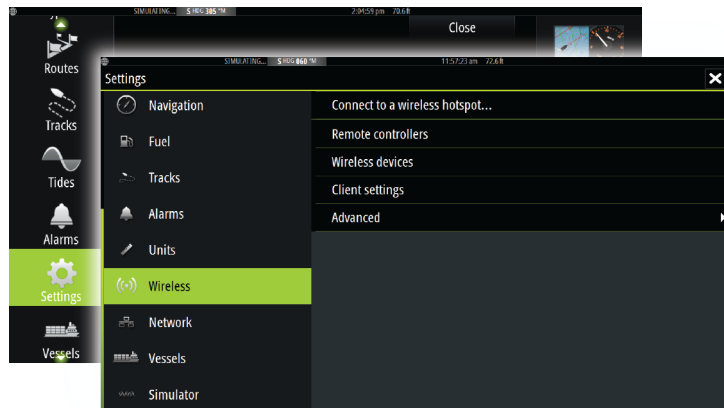 SIMULATING... S HDG 305 °M 2:04:59 pm 70.6 ft
Close
Routes
Tracks
Tides
Alarms
Settings
Vessels
SIMULATING... S HDG 060 °M 11:57:23 am 72.6 ft
Settings
Navigation
Fuel
Tracks
Alarms
Units
Wireless
Network
Vessels
Simulator
Connect to a wireless hotspot...
Remote controllers
Wireless devices
Client settings
Advanced